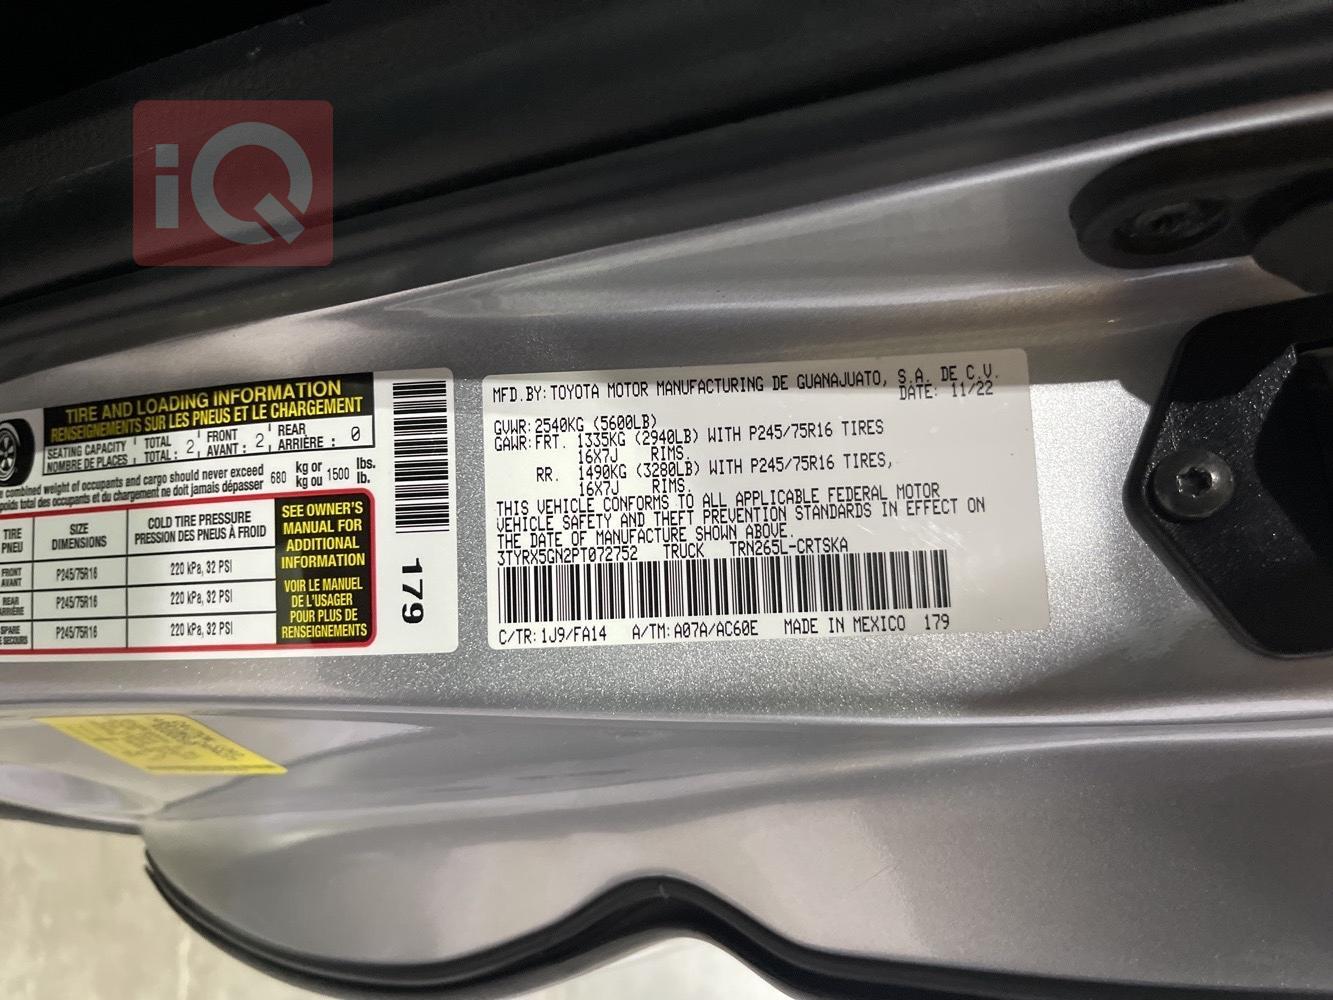 iQ
TIRE AND LOADING INFORMATION
RENSEIGNEMENTS SUR LES PNEUS ET LE CHARGEMENT
SEATING CAPACITY
NOMBRE DE PLACES
TOTAL
TOTAL : 2
FRONT
AVANT : 2
REAR
ARRIÈRE : 0
combined weight of occupants and cargo should never exceed 680 kg or 1500 lbs.
poids total des occupants et du chargement ne doit jamais dépasser kg ou lb.
TIRE
PNEU
SIZE
DIMENSIONS
COLD TIRE PRESSURE
PRESSION DES PNEUS À FROID
FRONT
AVANT
P245/75R16
220 kPa, 32 PSI
REAR
ARRIÈRE
P245/75R16
220 kPa, 32 PSI
SPARE
DE SECOURS
P245/75R16
220 kPa, 32 PSI
SEE OWNER'S
MANUAL FOR
ADDITIONAL
INFORMATION
VOIR LE MANUEL
DE L'USAGER
POUR PLUS DE
RENSEIGNEMENTS
179
MFD.BY:TOYOTA MOTOR MANUFACTURING DE GUANAJUATO, S.A. DE C.V.
DATE: 11/22
GVWR:2540KG (5600LB)
GAWR:FRT. 1335KG (2940LB) WITH P245/75R16 TIRES
16X7J RIMS.
RR. 1490KG (3280LB) WITH P245/75R16 TIRES,
16X7J RIMS.
THIS VEHICLE CONFORMS TO ALL APPLICABLE FEDERAL MOTOR
VEHICLE SAFETY AND THEFT PREVENTION STANDARDS IN EFFECT ON
THE DATE OF MANUFACTURE SHOWN ABOVE.
3TYRX5GN2PT072752 TRUCK TRN265L-CRTSKA
C/TR:1J9/FA14 A/TM:A07A/AC60E MADE IN MEXICO 179